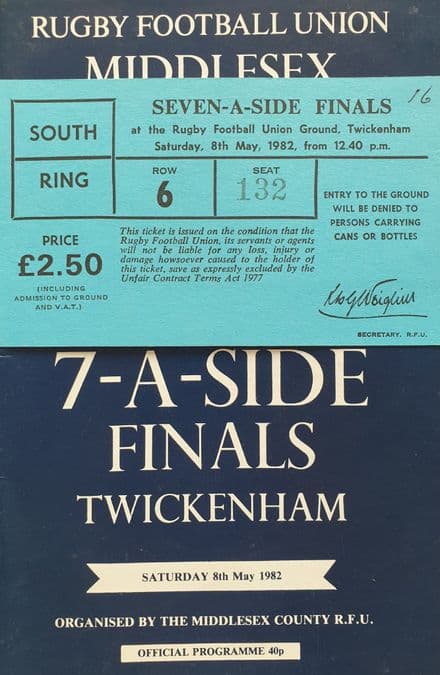 RUGBY FOOTBALL UNION
MIDDLESEX
16
SOUTH
RING
SEVEN-A-SIDE FINALS
at the Rugby Football Union Ground, Twickenham
Saturday, 8th May, 1982, from 12.40 p.m.
ROW
6
SEAT
132
PRICE
£2.50
(INCLUDING
ADMISSION TO GROUND
AND V.A.T.)
This ticket is issued on the condition that the
Rugby Football Union, its servants or agents
will not be liable for any loss, injury or
damage howsoever caused to the holder of
this ticket, save as expressly excluded by the
Unfair Contract Terms Act 1977
ENTRY TO THE GROUND
WILL BE DENIED TO
PERSONS CARRYING
CANS OR BOTTLES
SECRETARY. R.F.U.
7-A-SIDE
FINALS
TWICKENHAM
SATURDAY 8th May 1982
ORGANISED BY THE MIDDLESEX COUNTY R.F.U.
OFFICIAL PROGRAMME 40p